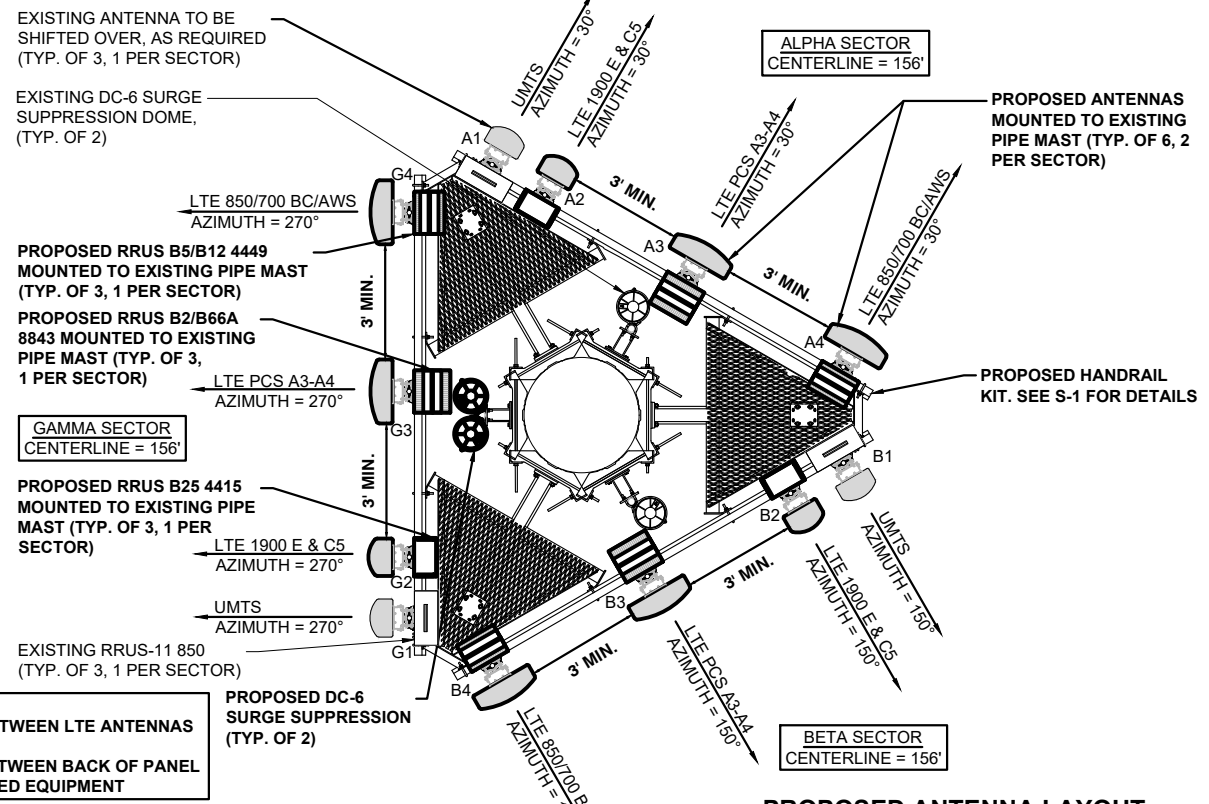 EXISTING ANTENNA TO BE
SHIFTED OVER, AS REQUIRED
(TYP. OF 3, 1 PER SECTOR)
EXISTING DC-6 SURGE
SUPPRESSION DOME,
(TYP. OF 2)
UMTS
AZIMUTH = 30°
LTE 1900 E & C5
AZIMUTH = 30°
LTE PCS A3-A4
AZIMUTH = 30°
LTE 850/700 BC/AWS
AZIMUTH = 30°
ALPHA SECTOR
CENTERLINE = 156'
PROPOSED ANTENNAS
MOUNTED TO EXISTING
PIPE MAST (TYP. OF 6, 2
PER SECTOR)
A1
A2
A3
A4
3' MIN.
3' MIN.
G4
LTE 850/700 BC/AWS
AZIMUTH = 270°
PROPOSED RRUS B5/B12 4449
MOUNTED TO EXISTING PIPE MAST
(TYP. OF 3, 1 PER SECTOR)
3' MIN.
PROPOSED RRUS B2/B66A
8843 MOUNTED TO EXISTING
PIPE MAST (TYP. OF 3,
1 PER SECTOR)
LTE PCS A3-A4
AZIMUTH = 270°
G3
PROPOSED HANDRAIL
KIT. SEE S-1 FOR DETAILS
GAMMA SECTOR
CENTERLINE = 156'
3' MIN.
PROPOSED RRUS B25 4415
MOUNTED TO EXISTING PIPE
MAST (TYP. OF 3, 1 PER
SECTOR)
LTE 1900 E & C5
AZIMUTH = 270°
G2
UMTS
AZIMUTH = 270°
G1
EXISTING RRUS-11 850
(TYP. OF 3, 1 PER SECTOR)
B1
B2
B3
B4
3' MIN.
3' MIN.
UMTS
AZIMUTH = 150°
LTE 1900 E & C5
AZIMUTH = 150°
LTE PCS A3-A4
AZIMUTH = 150°
LTE 850/700 B
AZIMUTH =
PROPOSED DC-6
SURGE SUPPRESSION
(TYP. OF 2)
TWEEN LTE ANTENNAS
TWEEN BACK OF PANEL
ED EQUIPMENT
BETA SECTOR
CENTERLINE = 156'
PROPOSED ANTENNA LAYOUT